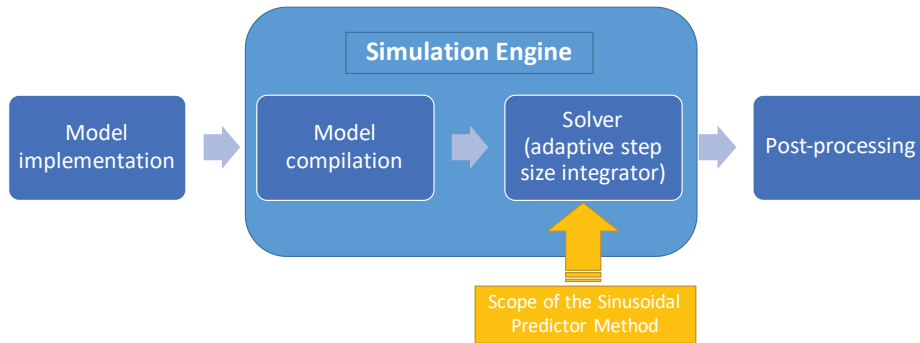 Simulation Engine
Model
implementation
Model
compilation
Solver
(adaptive step
size integrator)
Post-processing
Scope of the Sinusoidal
Predictor Method